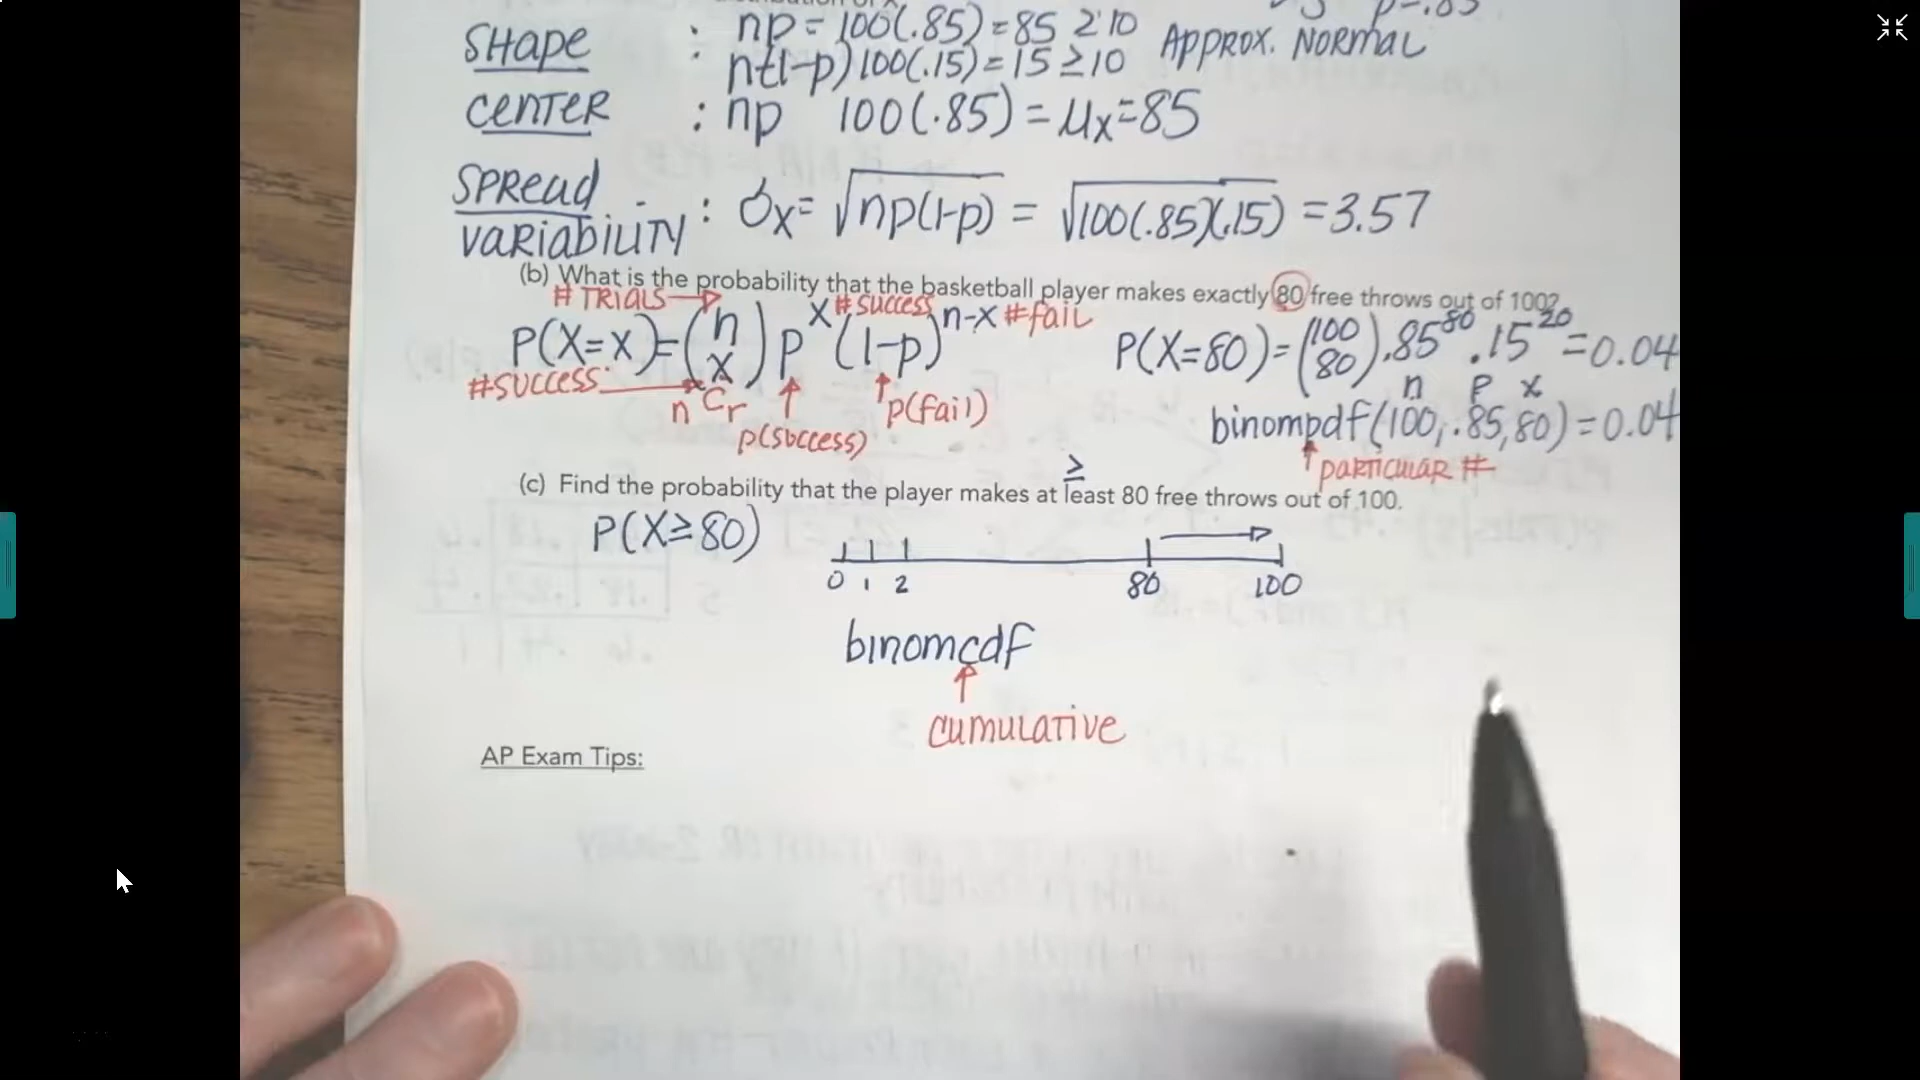 SHAPE : np = 100(.85) = 85 ≥ 10 APPROX. NORMAL
n(1-p) 100(.15) = 15 ≥ 10
CENTER : np 100(.85) = μx = 85
SPREAD
VARIABILITY : σx = √np(1-p) = √100(.85)(.15) = 3.57
(b) What is the probability that the basketball player makes exactly 80 free throws out of 100?
# TRIALS x # success n-x # fail
P(X=x) = (n x) p^x (1-p)^n-x P(X=80) = (100 80) .85^80 .15^20 = 0.04
#SUCCESS nCr p(success) p(fail) n p x
binompdf(100, .85, 80) = 0.04
particular #
≥
(c) Find the probability that the player makes at least 80 free throws out of 100.
P(X≥80)
0 1 2 80 100
binomcdf
cumulative
AP Exam Tips: